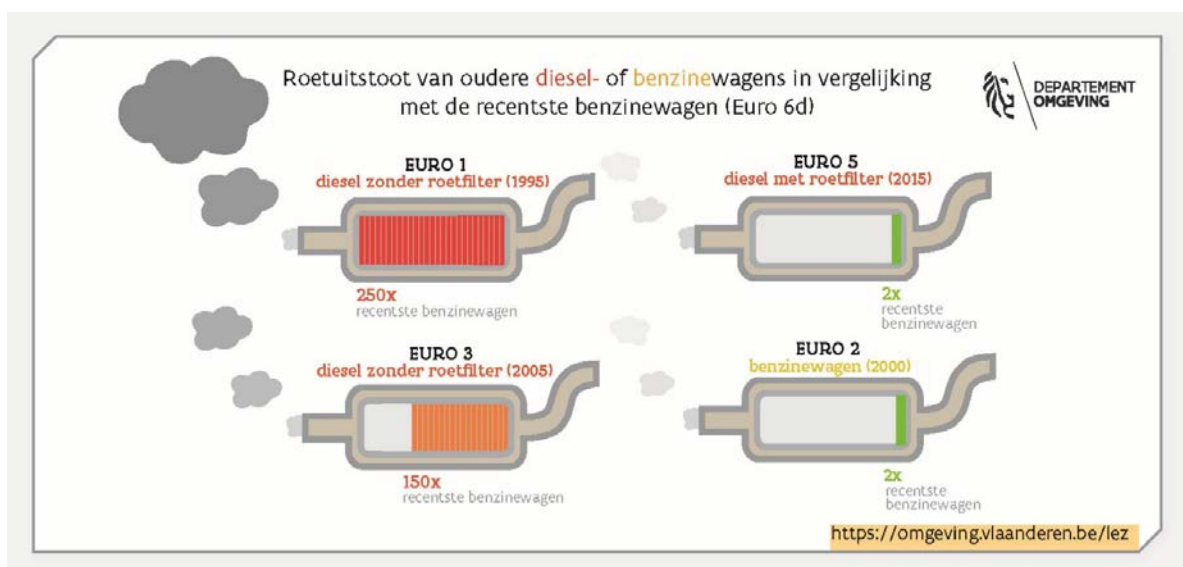 Roetuitstoot van oudere diesel- of benzinewagens in vergelijking
met de recentste benzinewagen (Euro 6d)
DEPARTEMENT
OMGEVING
EURO 1
diesel zonder roetfilter (1995)
250x
recentste benzinewagen
EURO 5
diesel met roetfilter (2015)
2x
recentste
benzinewagen
EURO 3
diesel zonder roetfilter (2005)
150x
recentste benzinewagen
EURO 2
benzinewagen (2000)
2x
recentste
benzinewagen
https://omgeving.vlaanderen.be/lez